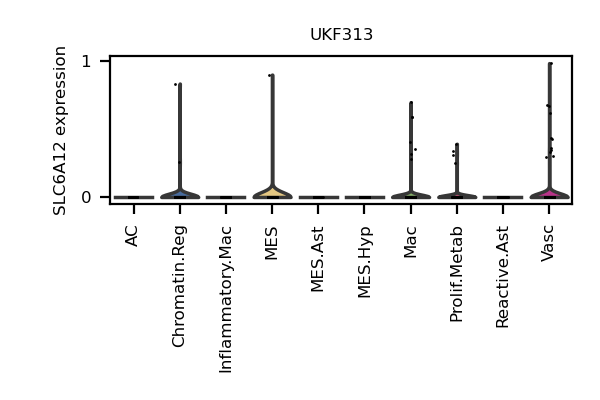 UKF313
SLC6A12 expression
1
0
AC
Chromatin.Reg
Inflammatory.Mac
MES
MES.Ast
MES.Hyp
Mac
Prolif.Metab
Reactive.Ast
Vasc